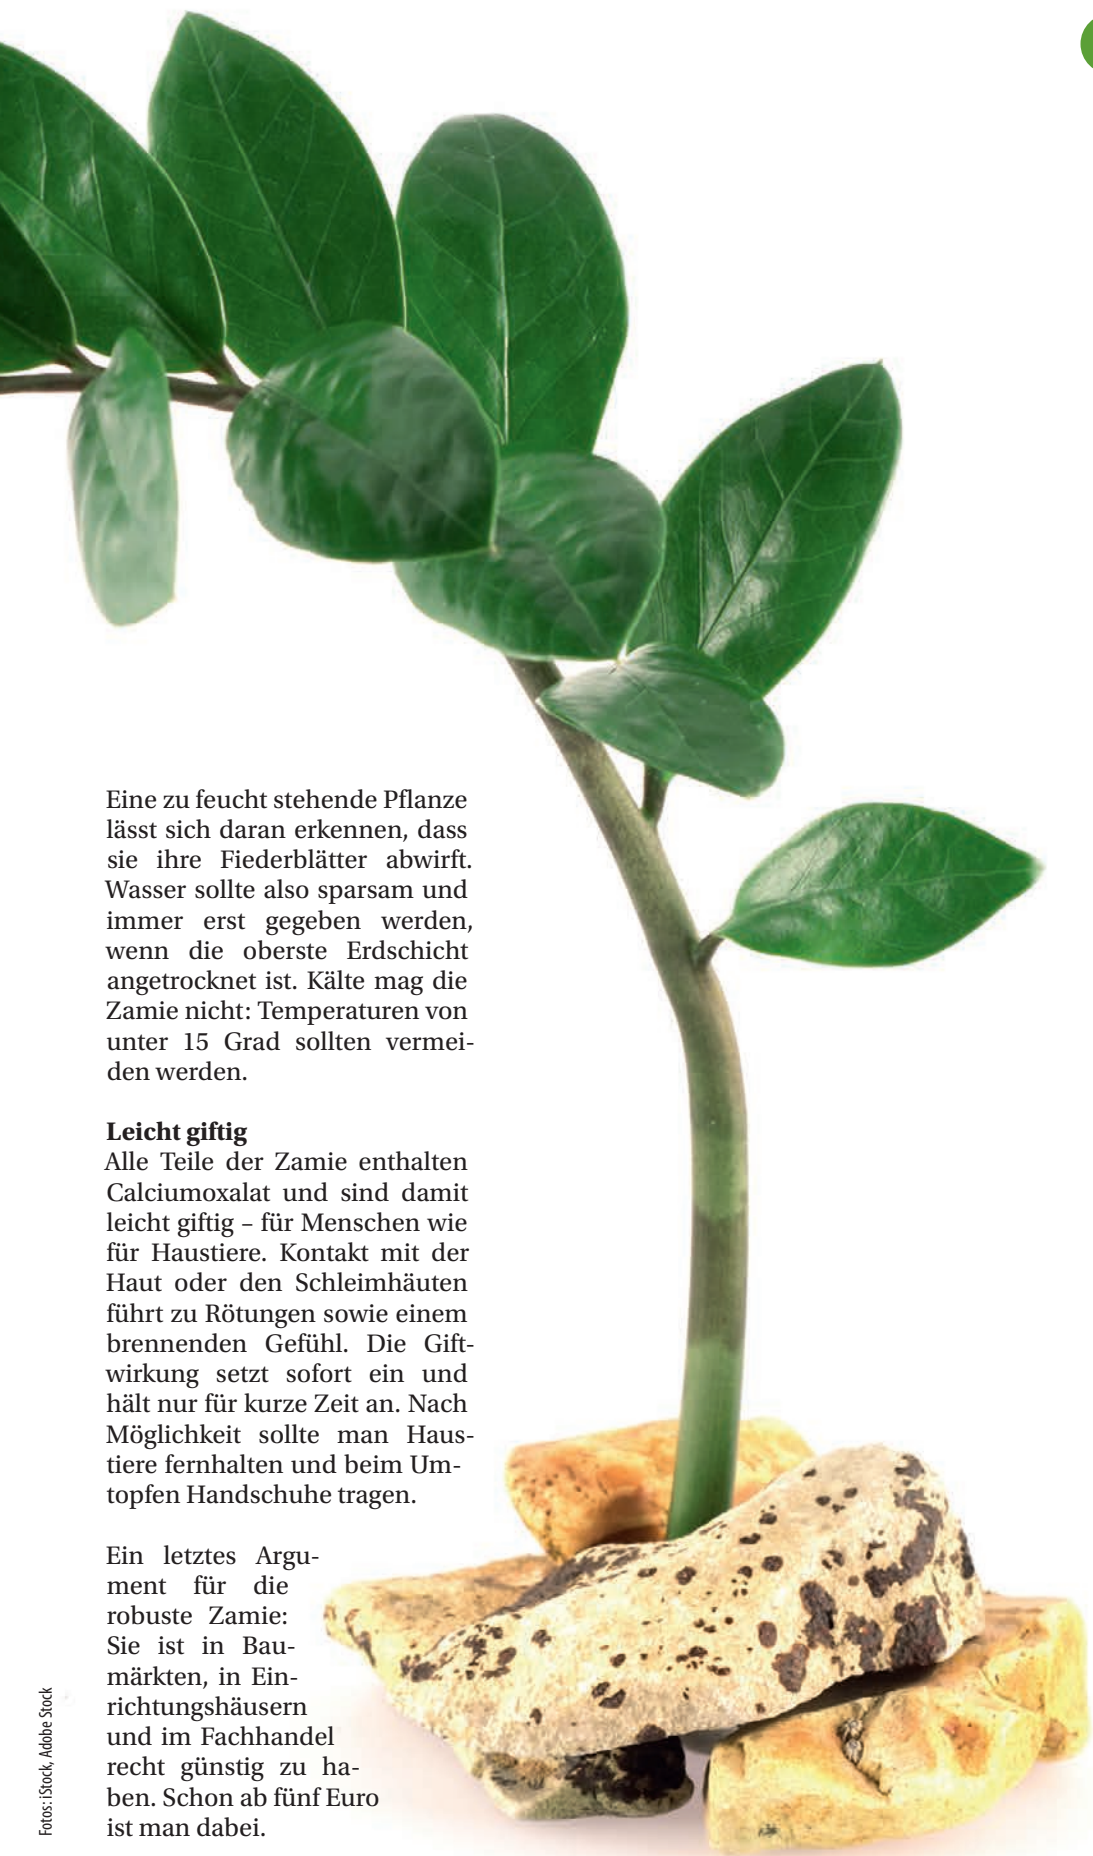 Eine zu feucht stehende Pflanze
lässt sich daran erkennen, dass
sie ihre Fiederblätter abwirft.
Wasser sollte also sparsam und
immer erst gegeben werden,
wenn die oberste Erdschicht
angetrocknet ist. Kälte mag die
Zamie nicht: Temperaturen von
unter 15 Grad sollten vermei-
den werden.
Leicht giftig
Alle Teile der Zamie enthalten
Calciumoxalat und sind damit
leicht giftig – für Menschen wie
für Haustiere. Kontakt mit der
Haut oder den Schleimhäuten
führt zu Rötungen sowie einem
brennenden Gefühl. Die Gift-
wirkung setzt sofort ein und
hält nur für kurze Zeit an. Nach
Möglichkeit sollte man Haus-
tiere fernhalten und beim Um-
topfen Handschuhe tragen.
Ein letztes Argu-
ment für die
robuste Zamie:
Sie ist in Bau-
märkten, in Ein-
richtungshäusern
und im Fachhandel
recht günstig zu ha-
ben. Schon ab fünf Euro
ist man dabei.
Fotos: iStock, Adobe Stock